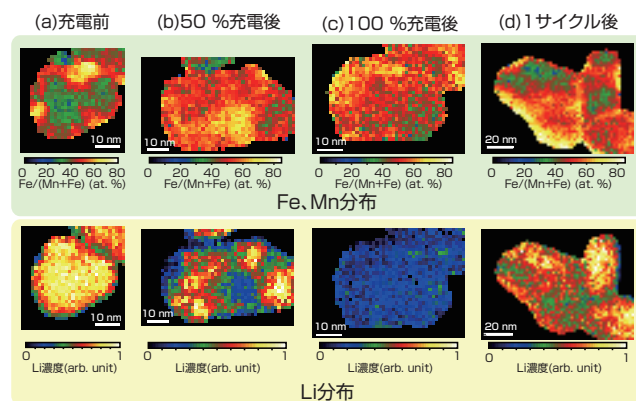 (a)充電前 (b)50 %充電後 (c)100 %充電後 (d)1サイクル後
10 nm 10 nm 10 nm 20 nm
0 20 40 60 80 0 20 40 60 80 0 20 40 60 80 0 20 40 60 80
Fe/(Mn+Fe) (at. %) Fe/(Mn+Fe) (at. %) Fe/(Mn+Fe) (at. %) Fe/(Mn+Fe) (at. %)
Fe、Mn分布
10 nm 10 nm 10 nm 20 nm
0 1 0 1 0 1 0 1
Li濃度(arb. unit) Li濃度(arb. unit) Li濃度(arb. unit) Li濃度(arb. unit)
Li分布